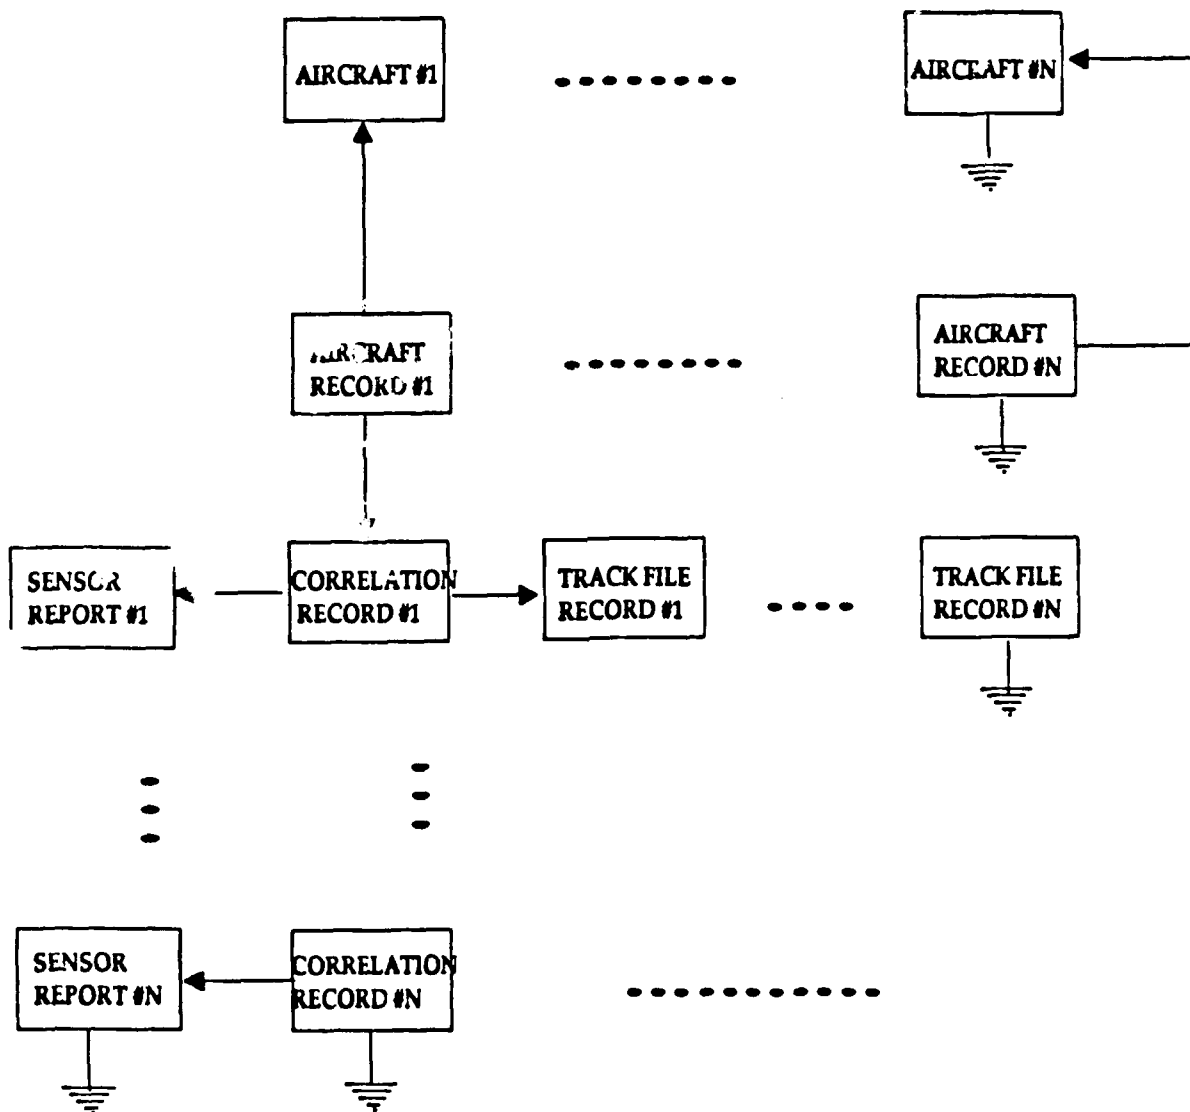 AIRCRAFT #1
AIRCRAFT #N
AIRCRAFT
RECORD #1
AIRCRAFT
RECORD #N
SENSOR
REPORT #1
CORRELATION
RECORD #1
TRACK FILE
RECORD #1
TRACK FILE
RECORD #N
SENSOR
REPORT #N
CORRELATION
RECORD #N